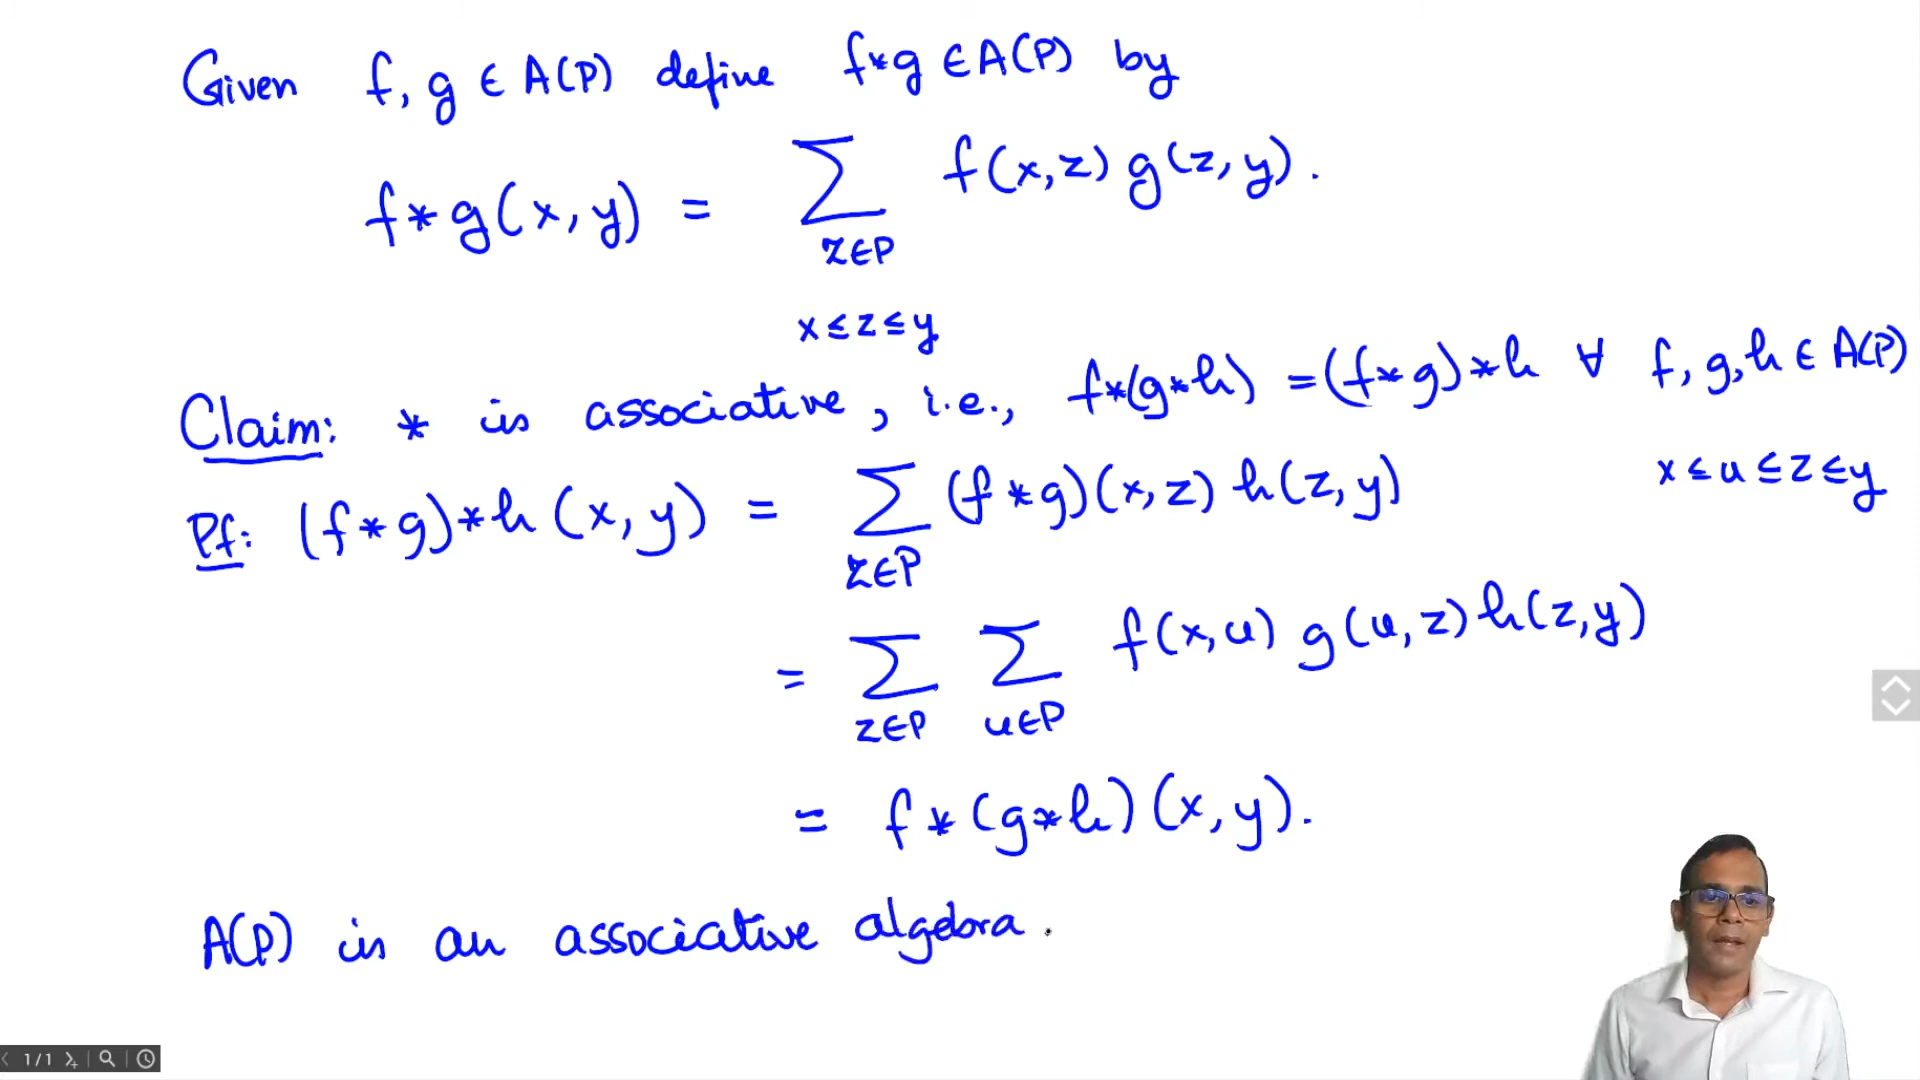 Given f, g ∈ A(P) define f*g ∈ A(P) by
f*g(x,y) = ∑ f(x,z) g(z,y).
z∈P
x≤z≤y
Claim: * is associative, i.e., f*(g*h) = (f*g)*h ∀ f, g, h ∈ A(P)
x≤u≤z≤y
Pf: (f*g)*h (x,y) = ∑ (f*g)(x,z) h(z,y)
z∈P
= ∑ ∑ f(x,u) g(u,z) h(z,y)
z∈P u∈P
= f*(g*h)(x,y).
A(P) is an associative algebra.
1/1